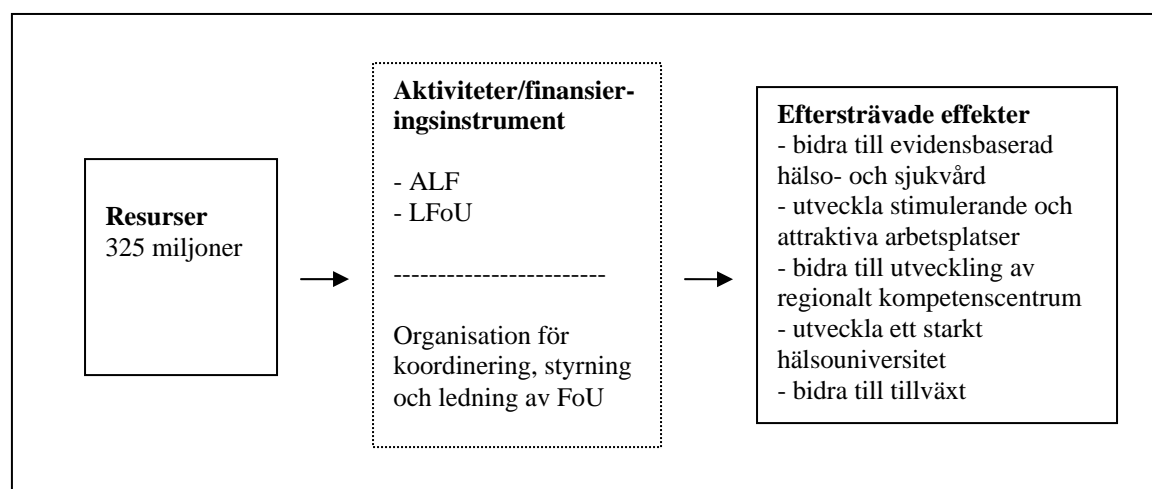 Resurser
325 miljoner
Aktiviteter/finansier-
ingsinstrument
- ALF
- LFoU
------------------------
Organisation för
koordinering, styrning
och ledning av FoU
Eftersträvade effekter
- bidra till evidensbaserad
hälso- och sjukvård
- utveckla stimulerande och
attraktiva arbetsplatser
- bidra till utveckling av
regionalt kompetenscentrum
- utveckla ett starkt
hälsouniversitet
- bidra till tillväxt